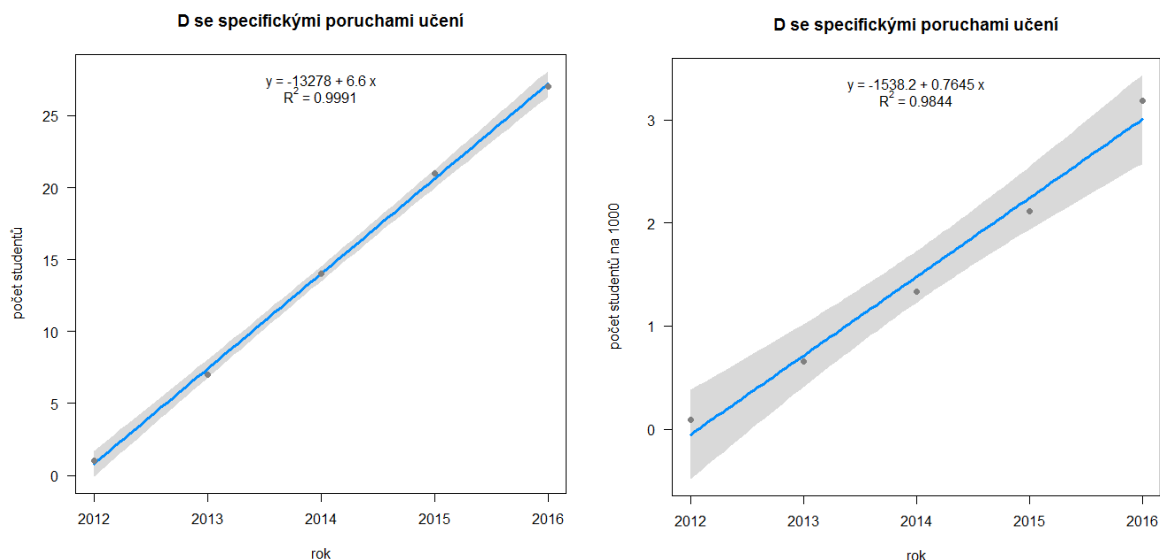 D se specifickými poruchami učení
y = -13278 + 6.6 x
R² = 0.9991
počet studentů
25
20
15
10
5
0
2012 2013 2014 2015 2016
rok
D se specifickými poruchami učení
y = -1538.2 + 0.7645 x
R² = 0.9844
počet studentů na 1000
3
2
1
0
2012 2013 2014 2015 2016
rok